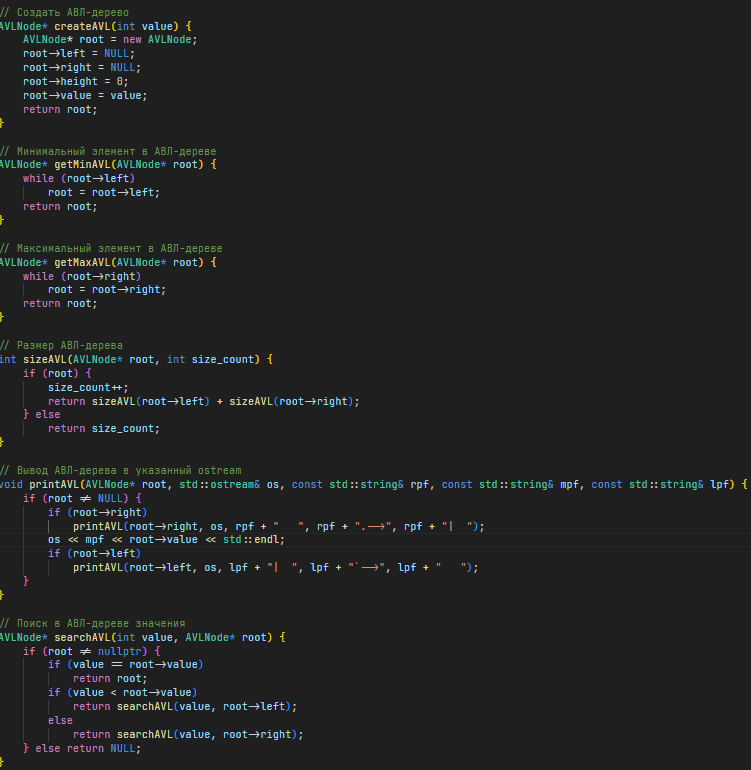 // Создать АВЛ-дерево
AVLNode* createAVL(int value) {
    AVLNode* root = new AVLNode;
    root->left = NULL;
    root->right = NULL;
    root->height = 0;
    root->value = value;
    return root;
}
// Минимальный элемент в АВЛ-дереве
AVLNode* getMinAVL(AVLNode* root) {
    while (root->left)
        root = root->left;
    return root;
}
// Максимальный элемент в АВЛ-дереве
AVLNode* getMaxAVL(AVLNode* root) {
    while (root->right)
        root = root->right;
    return root;
}
// Размер АВЛ-дерева
int sizeAVL(AVLNode* root, int size_count) {
    if (root) {
        size_count++;
        return sizeAVL(root->left) + sizeAVL(root->right);
    } else
        return size_count;
}
// Вывод АВЛ-дерева в указанный ostream
void printAVL(AVLNode* root, std::ostream& os, const std::string& rpf, const std::string& mpf, const std::string& lpf) {
    if (root != NULL) {
        if (root->right)
            printAVL(root->right, os, rpf + "   ", rpf + ".-->", rpf + "|  ");
        os << mpf << root->value << std::endl;
        if (root->left)
            printAVL(root->left, os, lpf + "|  ", lpf + "`-->", lpf + "   ");
    }
}
// Поиск в АВЛ-дереве значения
AVLNode* searchAVL(int value, AVLNode* root) {
    if (root != nullptr) {
        if (value == root->value)
            return root;
        if (value < root->value)
            return searchAVL(value, root->left);
        else
            return searchAVL(value, root->right);
    } else return NULL;
}